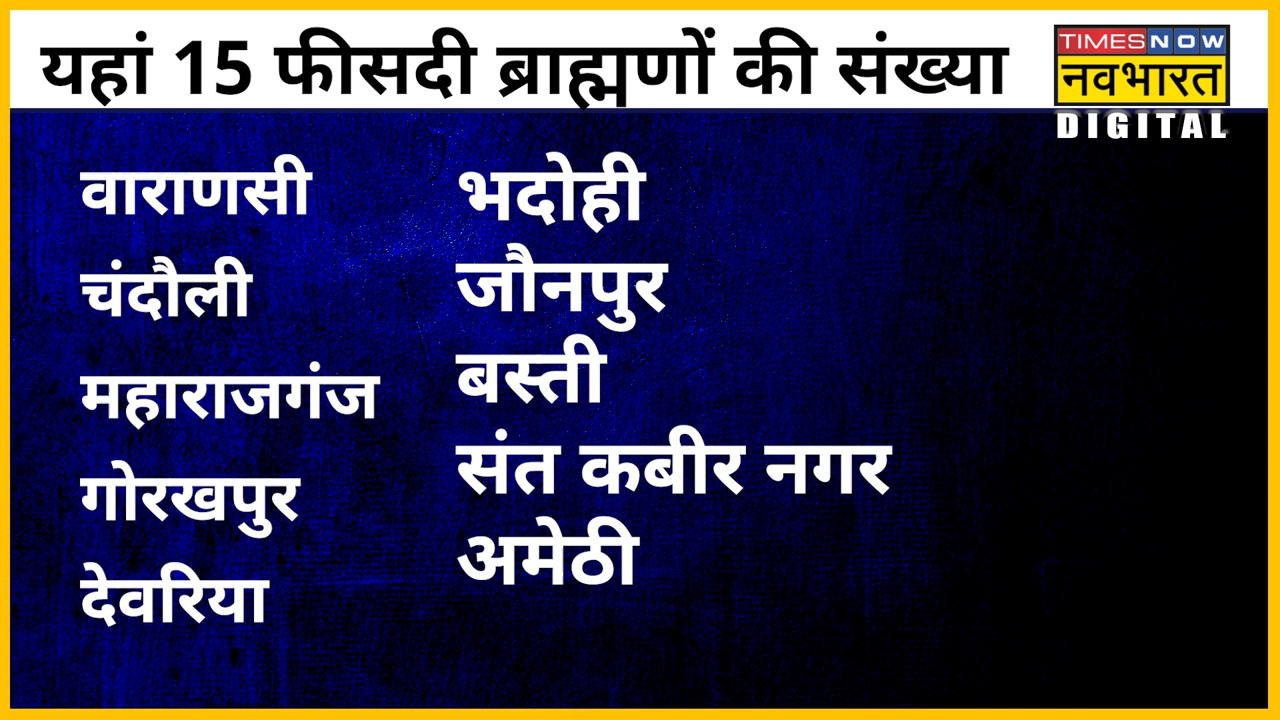 यहां 15 फीसदी ब्राह्मणों की संख्या
TIMES NOW
नवभारत
DIGITAL
वाराणसी
चंदौली
महाराजगंज
गोरखपुर
देवरिया
भदोही
जौनपुर
बस्ती
संत कबीर नगर
अमेठी